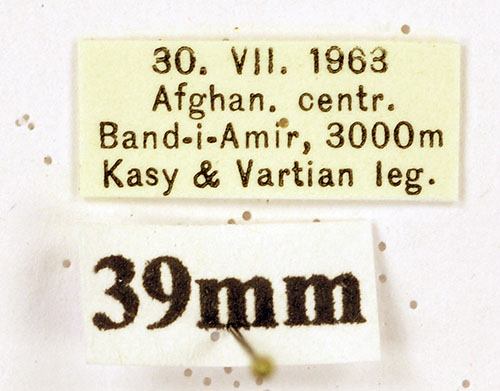 30. VII. 1963
Afghan. centr.
Band-i-Amir, 3000m
Kasy & Vartian leg.
39mm